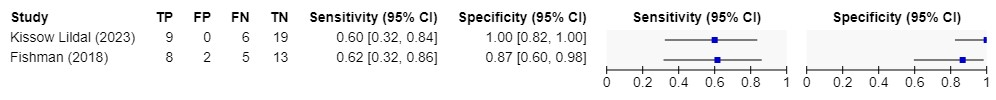 Study TP FP FN TN Sensitivity (95% CI) Specificity (95% CI) Sensitivity (95% CI) Specificity (95% CI)
Kissow Lildal (2023) 9 0 6 19 0.60 [0.32, 0.84] 1.00 [0.82, 1.00]
Fishman (2018) 8 2 5 13 0.62 [0.32, 0.86] 0.87 [0.60, 0.98]
0 0.2 0.4 0.6 0.8 1 0 0.2 0.4 0.6 0.8 1